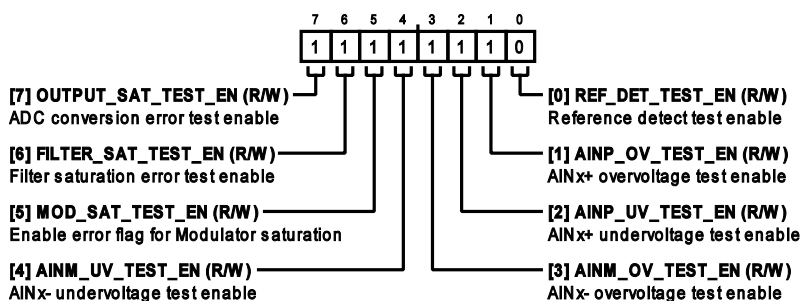 7 6 5 4 3 2 1 0
1 1 1 1 1 1 1 0
[7] OUTPUT_SAT_TEST_EN (R/W)
ADC conversion error test enable
[6] FILTER_SAT_TEST_EN (R/W)
Filter saturation error test enable
[5] MOD_SAT_TEST_EN (R/W)
Enable error flag for Modulator saturation
[4] AINM_UV_TEST_EN (R/W)
AINx- undervoltage test enable
[0] REF_DET_TEST_EN (R/W)
Reference detect test enable
[1] AINP_OV_TEST_EN (R/W)
AINx+ overvoltage test enable
[2] AINP_UV_TEST_EN (R/W)
AINx+ undervoltage test enable
[3] AINM_OV_TEST_EN (R/W)
AINx- overvoltage test enable